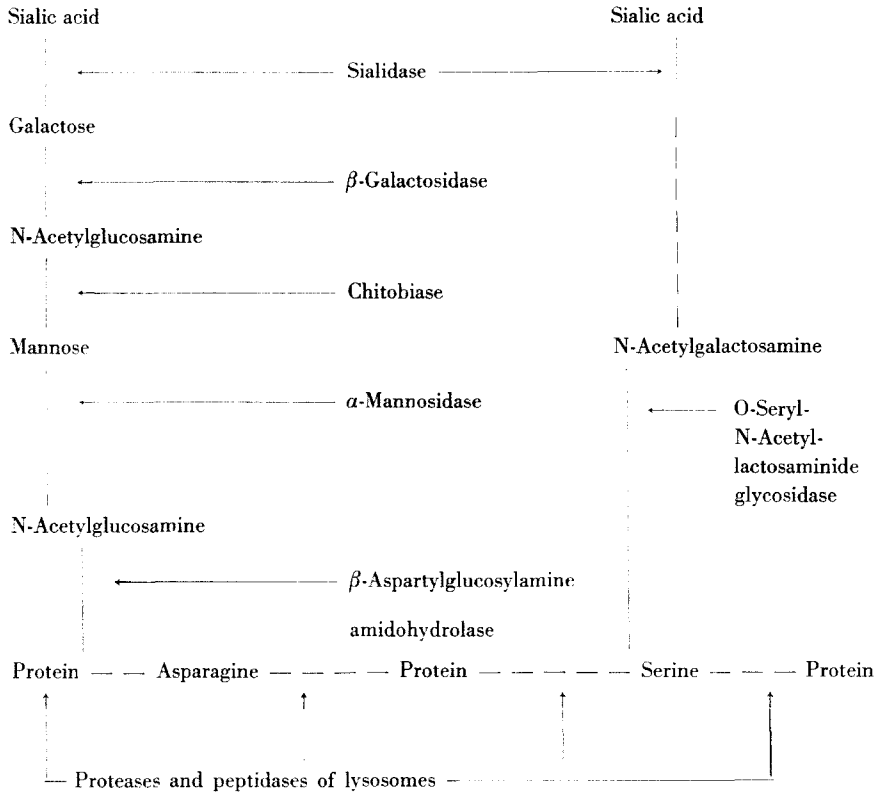 Sialic acid Sialic acid
Sialidase
Galactose
β-Galactosidase
N-Acetylglucosamine
Chitobiase
Mannose N-Acetylgalactosamine
α-Mannosidase O-Seryl-
N-Acetyl-
lactosaminide
glycosidase
N-Acetylglucosamine
β-Aspartylglucosylamine
amidohydrolase
Protein — — Asparagine — — — Protein — — — — Serine — — Protein
Proteases and peptidases of lysosomes